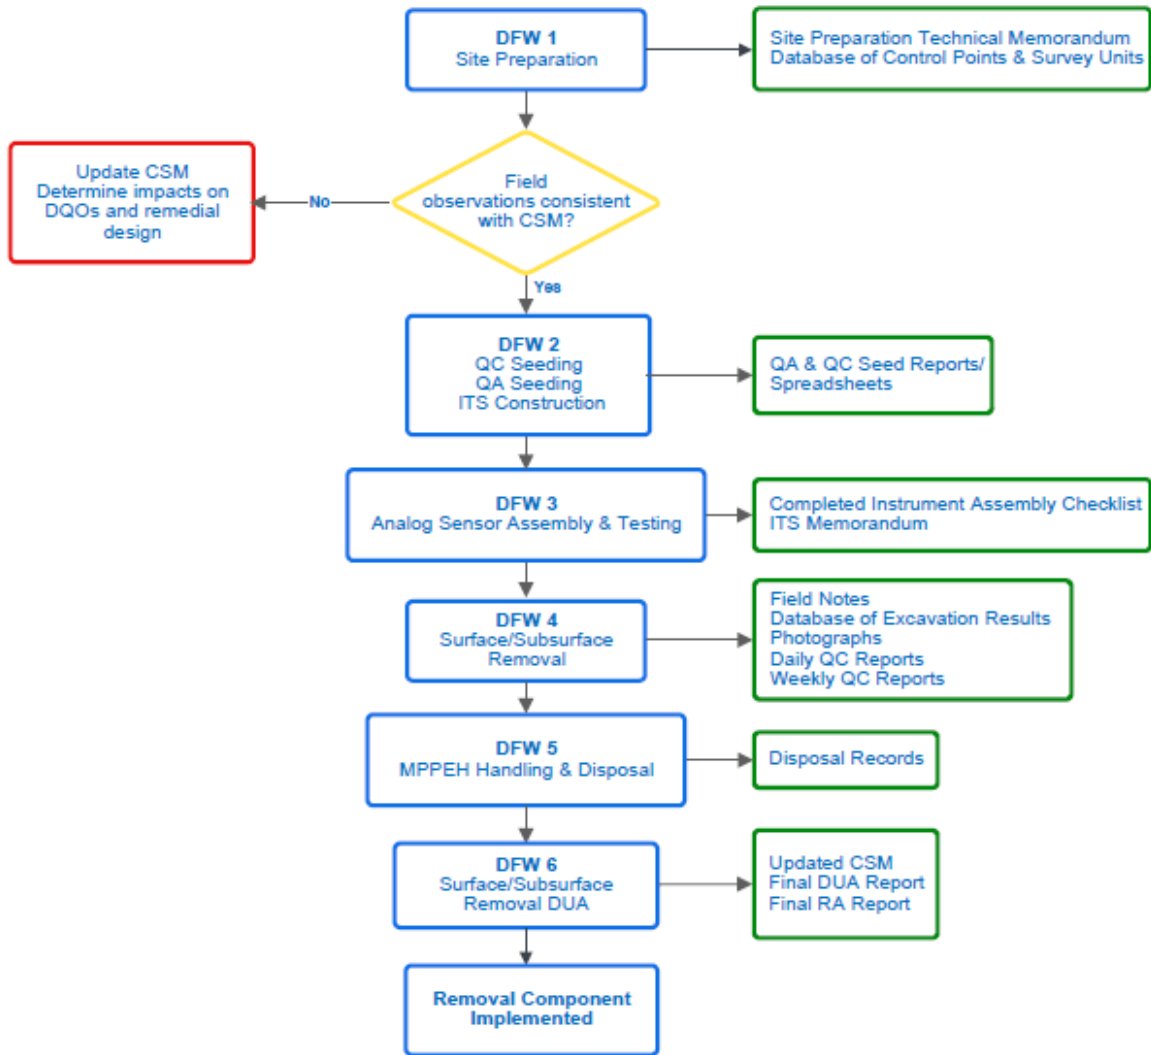 DFW 1
Site Preparation
Site Preparation Technical Memorandum
Database of Control Points & Survey Units
Field
observations consistent
with CSM?
No
Update CSM
Determine impacts on
DQOs and remedial
design
Yes
DFW 2
QC Seeding
QA Seeding
ITS Construction
QA & QC Seed Reports/
Spreadsheets
DFW 3
Analog Sensor Assembly & Testing
Completed Instrument Assembly Checklist
ITS Memorandum
DFW 4
Surface/Subsurface
Removal
Field Notes
Database of Excavation Results
Photographs
Daily QC Reports
Weekly QC Reports
DFW 5
MPPEH Handling & Disposal
Disposal Records
DFW 6
Surface/Subsurface
Removal DUA
Updated CSM
Final DUA Report
Final RA Report
Removal Component
Implemented